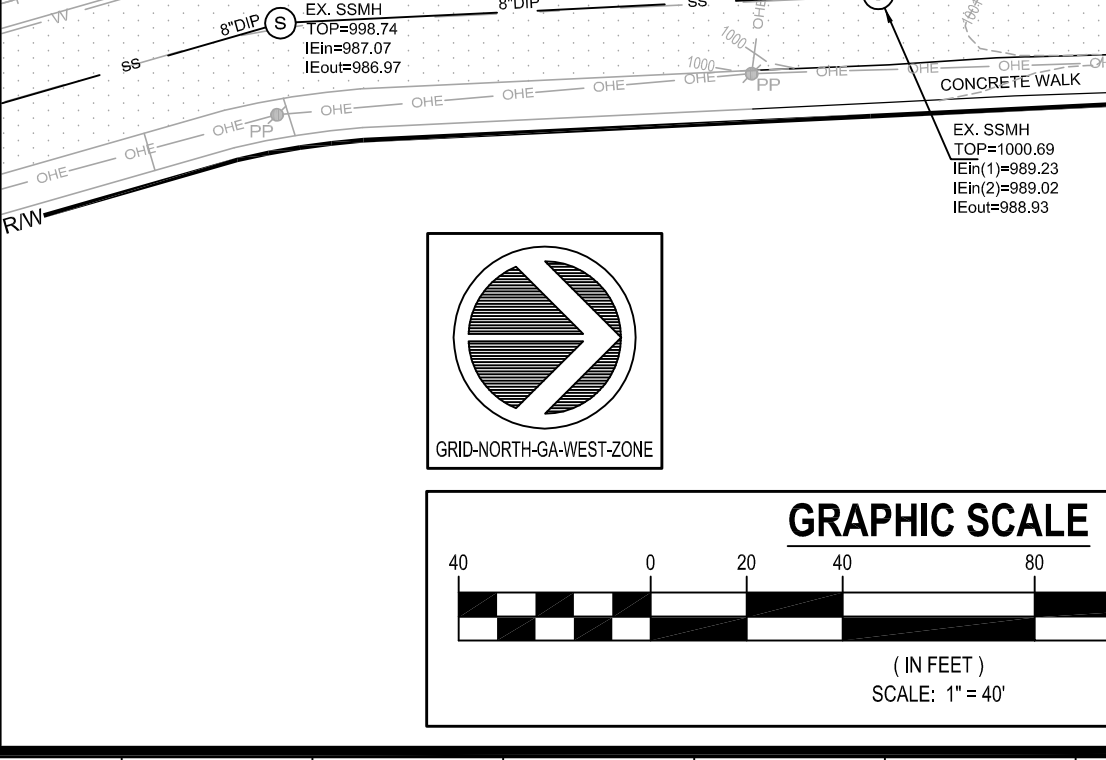 8"DIP
S
EX. SSMH
TOP=998.74
IEin=987.07
IEout=986.97
8"DIP
SS
SS
W
OHE
1000
1000
1000
PP
OHE
OHE
OHE
OHE
CONCRETE WALK
OHE
OHE
OHE
OHE
OHE
PP
OHE
OHE
OHE
R/W
EX. SSMH
TOP=1000.69
IEin(1)=989.23
IEin(2)=989.02
IEout=988.93
GRID-NORTH-GA-WEST-ZONE
GRAPHIC SCALE
40 0 20 40 80
( IN FEET )
SCALE: 1" = 40'